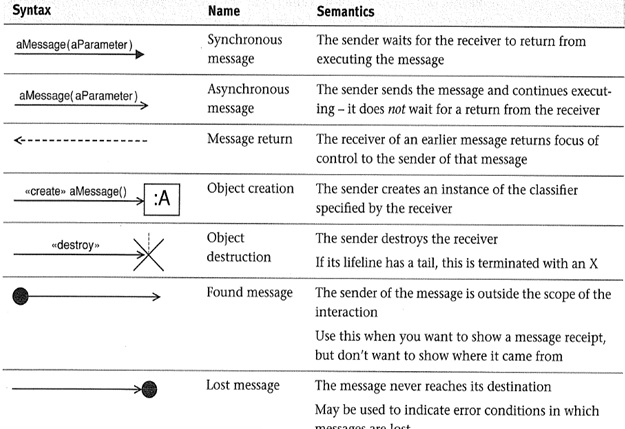 Syntax Name Semantics
aMessage(aParameter) Synchronous The sender waits for the receiver to return from
message executing the message
aMessage(aParameter) Asynchronous The sender sends the message and continues execut-
message ing – it does not wait for a return from the receiver
Message return The receiver of an earlier message returns focus of
control to the sender of that message
«create» aMessage() :A Object creation The sender creates an instance of the classifier
specified by the receiver
«destroy» Object The sender destroys the receiver
destruction If its lifeline has a tail, this is terminated with an X
Found message The sender of the message is outside the scope of the
interaction
Use this when you want to show a message receipt,
but don't want to show where it came from
Lost message The message never reaches its destination
May be used to indicate error conditions in which
messages are lost